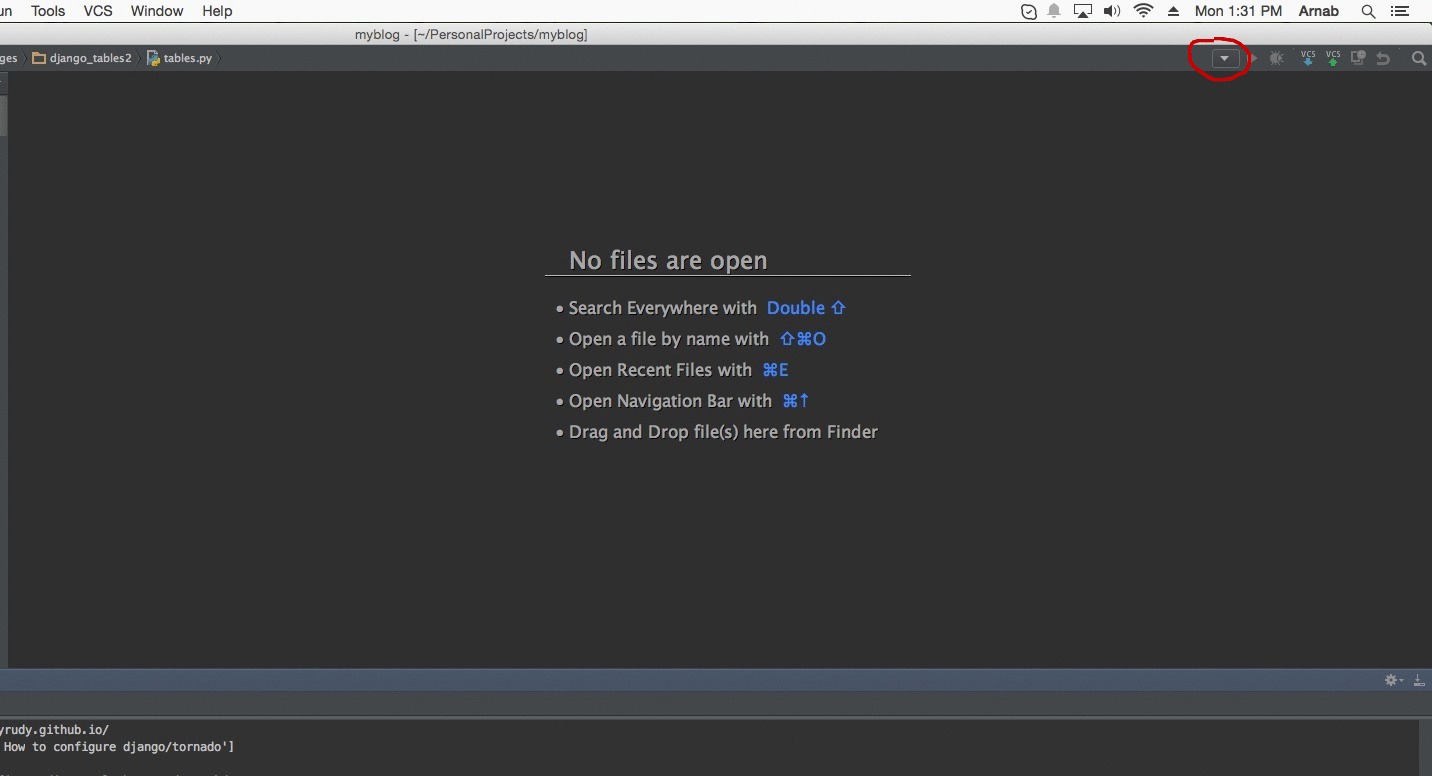 un Tools VCS Window Help Mon 1:31 PM Arnab
myblog - [~/PersonalProjects/myblog]
ges django_tables2 tables.py VCS VCS
No files are open
• Search Everywhere with Double ⇧
• Open a file by name with ⇧⌘O
• Open Recent Files with ⌘E
• Open Navigation Bar with ⌘↑
• Drag and Drop file(s) here from Finder
yrudy.github.io/
How to configure django/tornado']